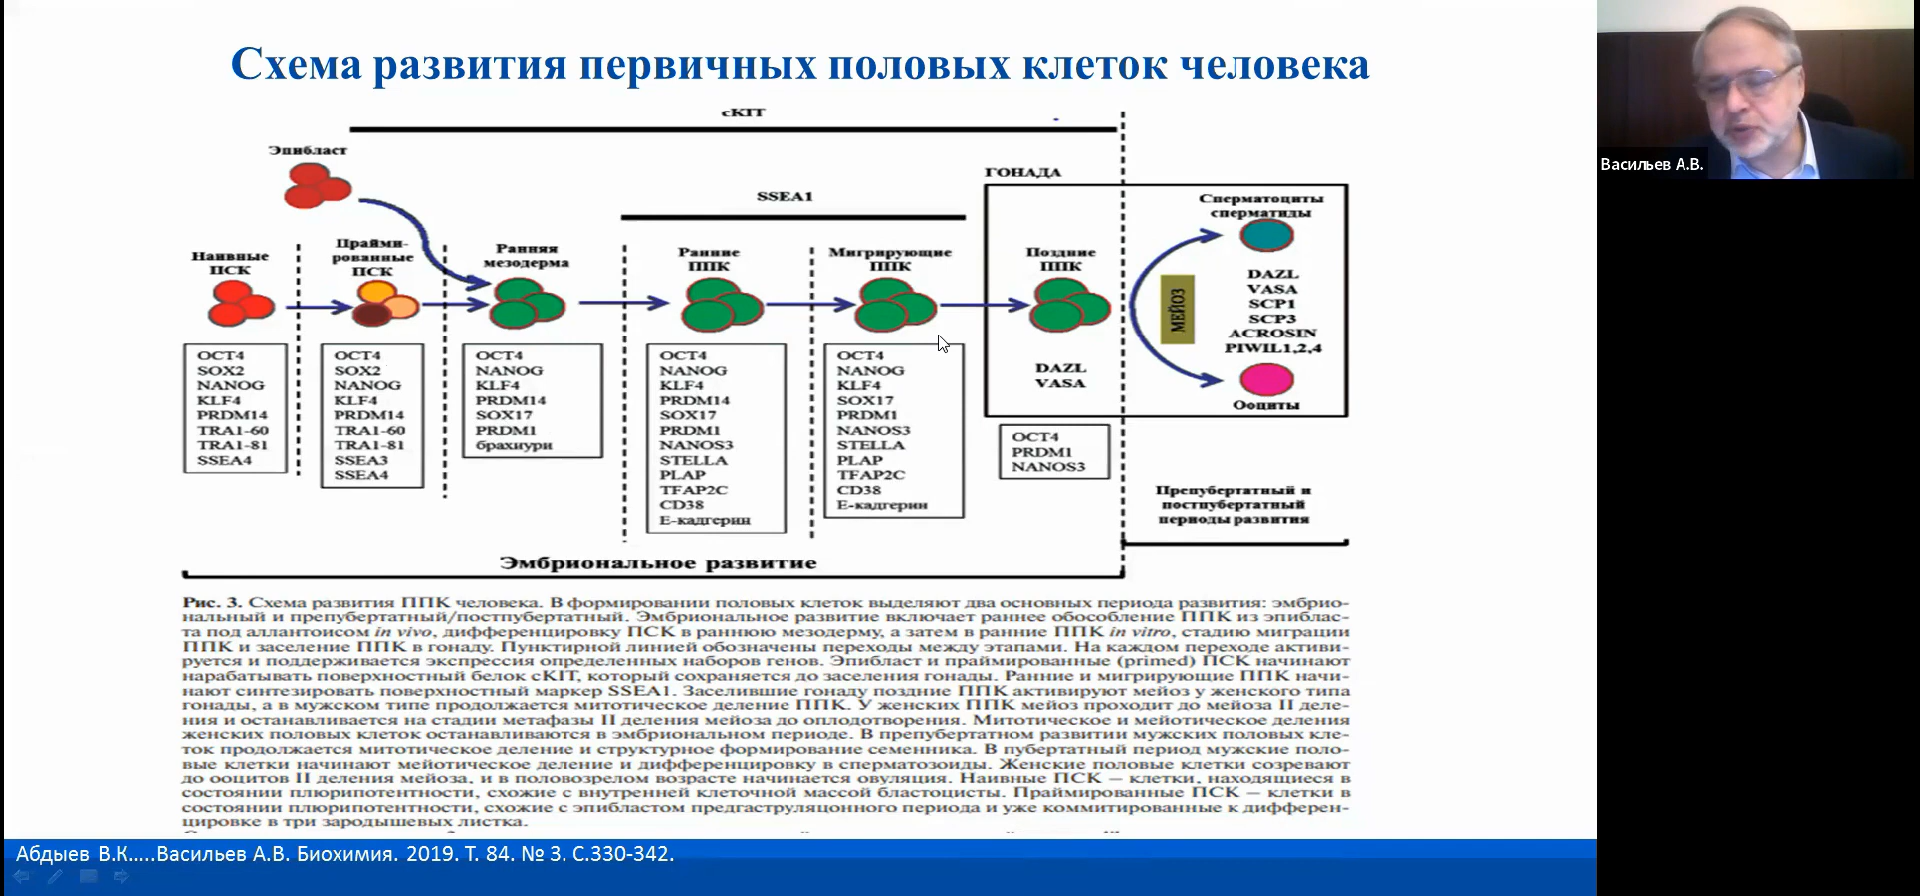 Схема развития первичных половых клеток человека
cKIT
Эпибласт
ГОНАДА
SSEA1
Наивные
ПСК
Прайми-
рованные
ПСК
Ранняя
мезодерма
Ранние
ППК
Мигрирующие
ППК
Поздние
ППК
Сперматоциты
сперматиды
МЕЙОЗ
DAZL
VASA
SCP1
SCP3
ACROSIN
PIWIL1,2,4
Ооциты
OCT4
SOX2
NANOG
KLF4
PRDM14
TRA1-60
TRA1-81
SSEA4
OCT4
SOX2
NANOG
KLF4
PRDM14
TRA1-60
TRA1-81
SSEA3
SSEA4
OCT4
NANOG
KLF4
PRDM14
SOX17
PRDM1
брахиури
OCT4
NANOG
KLF4
PRDM14
SOX17
PRDM1
NANOS3
STELLA
PLAP
TFAP2C
CD38
Е-кадгерин
OCT4
NANOG
KLF4
SOX17
PRDM1
NANOS3
STELLA
PLAP
TFAP2C
CD38
Е-кадгерин
DAZL
VASA
OCT4
PRDM1
NANOS3
Препубертатный и
постпубертатный
периоды развития
Эмбриональное развитие
Рис. 3. Схема развития ППК человека. В формировании половых клеток выделяют два основных периода развития: эмбрио-
нальный и препубертатный/постпубертатный. Эмбриональное развитие включает раннее обособление ППК из эпиблас-
та под аллантоисом in vivo, дифференцировку ПСК в раннюю мезодерму, а затем в ранние ППК in vitro, стадию миграции
ППК и заселение ППК в гонаду. Пунктирной линией обозначены переходы между этапами. На каждом переходе активи-
руется и поддерживается экспрессия определенных наборов генов. Эпибласт и праймированные (primed) ПСК начинают
нарабатывать поверхностный белок cKIT, который сохраняется до заселения гонады. Ранние и мигрирующие ППК начи-
нают синтезировать поверхностный маркер SSEA1. Заселившие гонаду поздние ППК активируют мейоз у женского типа
гонады, а в мужском типе продолжается митотическое деление ППК. У женских ППК мейоз проходит до мейоза II деле-
ния и останавливается на стадии метафазы II деления мейоза до оплодотворения. Митотическое и мейотическое деления
женских половых клеток останавливаются в эмбриональном периоде. В препубертатном развитии мужских половых кле-
ток продолжается митотическое деление и структурное формирование семенника. В пубертатный период мужские поло-
вые клетки начинают мейотическое деление и дифференцировку в сперматозоиды. Женские половые клетки созревают
до ооцитов II деления мейоза, и в половозрелом возрасте начинается овуляция. Наивные ПСК – клетки, находящиеся в
состоянии плюрипотентности, схожие с внутренней клеточной массой бластоцисты. Праймированные ПСК – клетки в
состоянии плюрипотентности, схожие с эпибластом предгаструляцонного периода и уже коммитированные к дифферен-
цировке в три зародышевых листка.
Абдыев В.К.....Васильев А.В. Биохимия. 2019. Т. 84. № 3. С.330-342.
Васильев А.В.